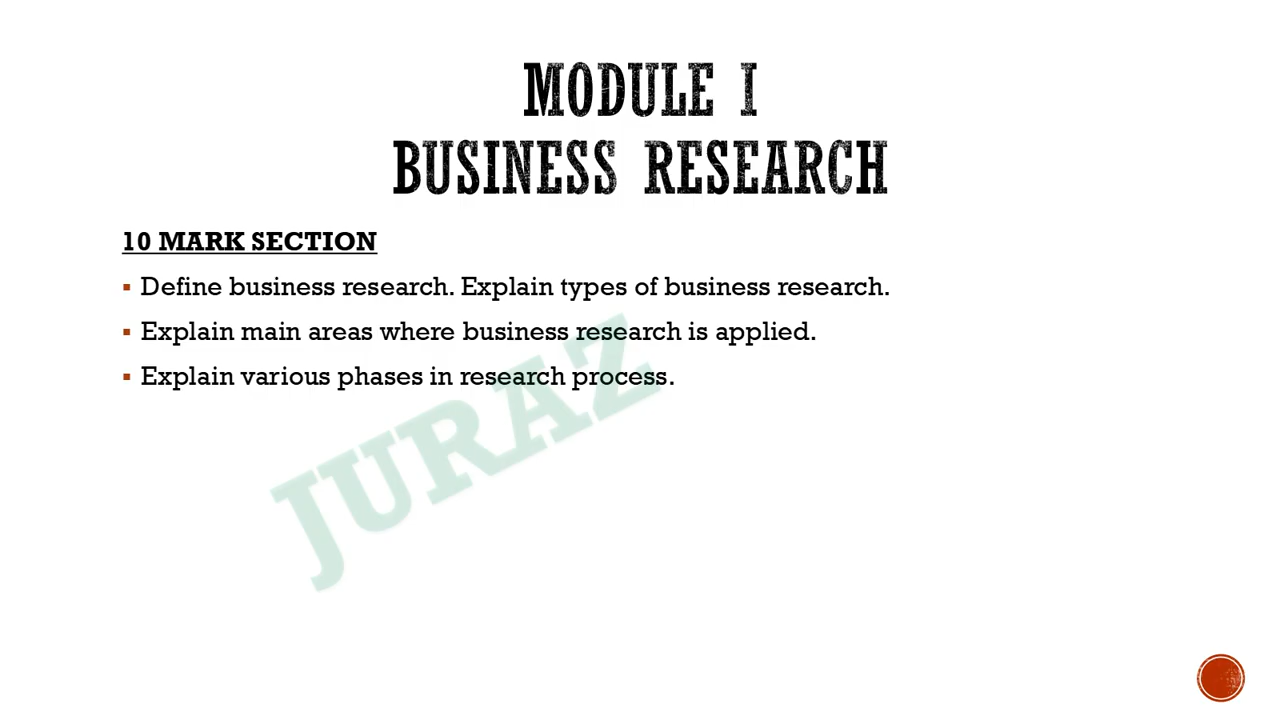 MODULE I
BUSINESS RESEARCH
10 MARK SECTION
▪ Define business research. Explain types of business research.
▪ Explain main areas where business research is applied.
▪ Explain various phases in research process.
JURAZ